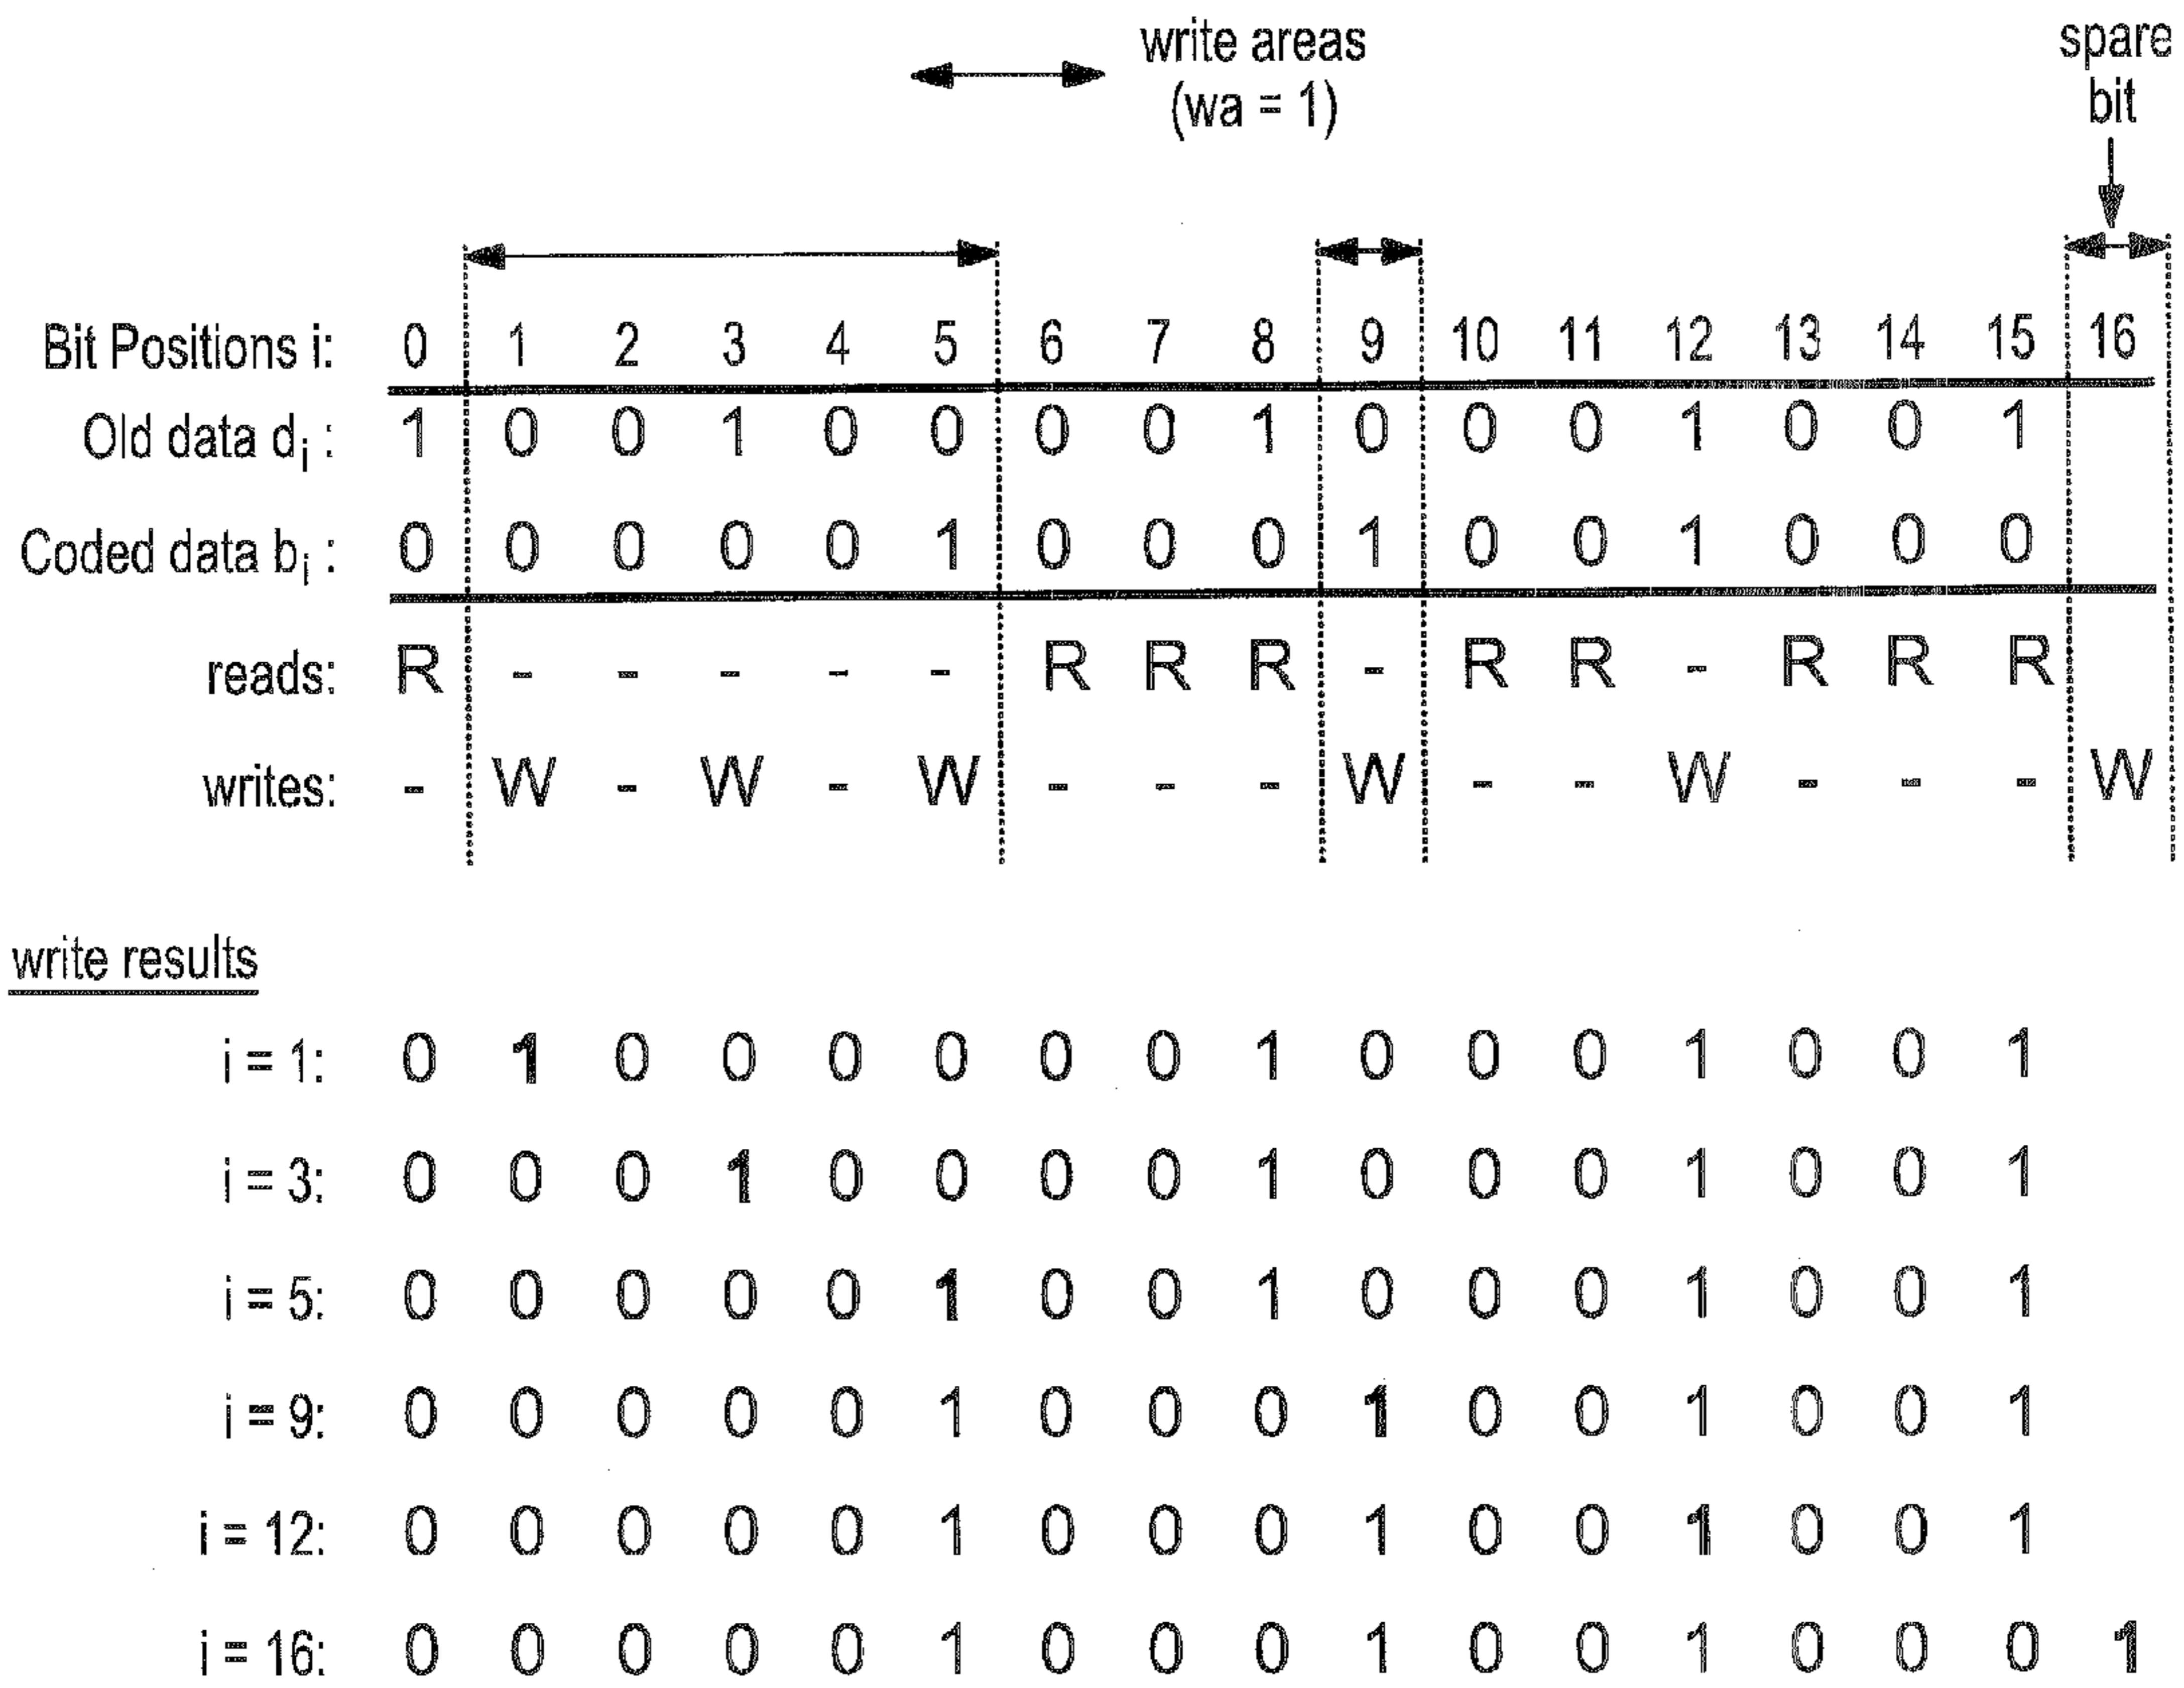 write areas
(wa = 1)
spare
bit
Bit Positions i: 0 1 2 3 4 5 6 7 8 9 10 11 12 13 14 15 16
Old data di : 1 0 0 1 0 0 0 0 1 0 0 0 1 0 0 1
Coded data bi : 0 0 0 0 0 1 0 0 0 1 0 0 1 0 0 0
reads: R - - - - - R R R - R R - R R R
writes: - W - W - W - - - W - - W - - - W
write results
i = 1: 0 1 0 0 0 0 0 0 1 0 0 0 1 0 0 1
i = 3: 0 0 0 1 0 0 0 0 1 0 0 0 1 0 0 1
i = 5: 0 0 0 0 0 1 0 0 1 0 0 0 1 0 0 1
i = 9: 0 0 0 0 0 1 0 0 0 1 0 0 1 0 0 1
i = 12: 0 0 0 0 0 1 0 0 0 1 0 0 1 0 0 1
i = 16: 0 0 0 0 0 1 0 0 0 1 0 0 1 0 0 0 1